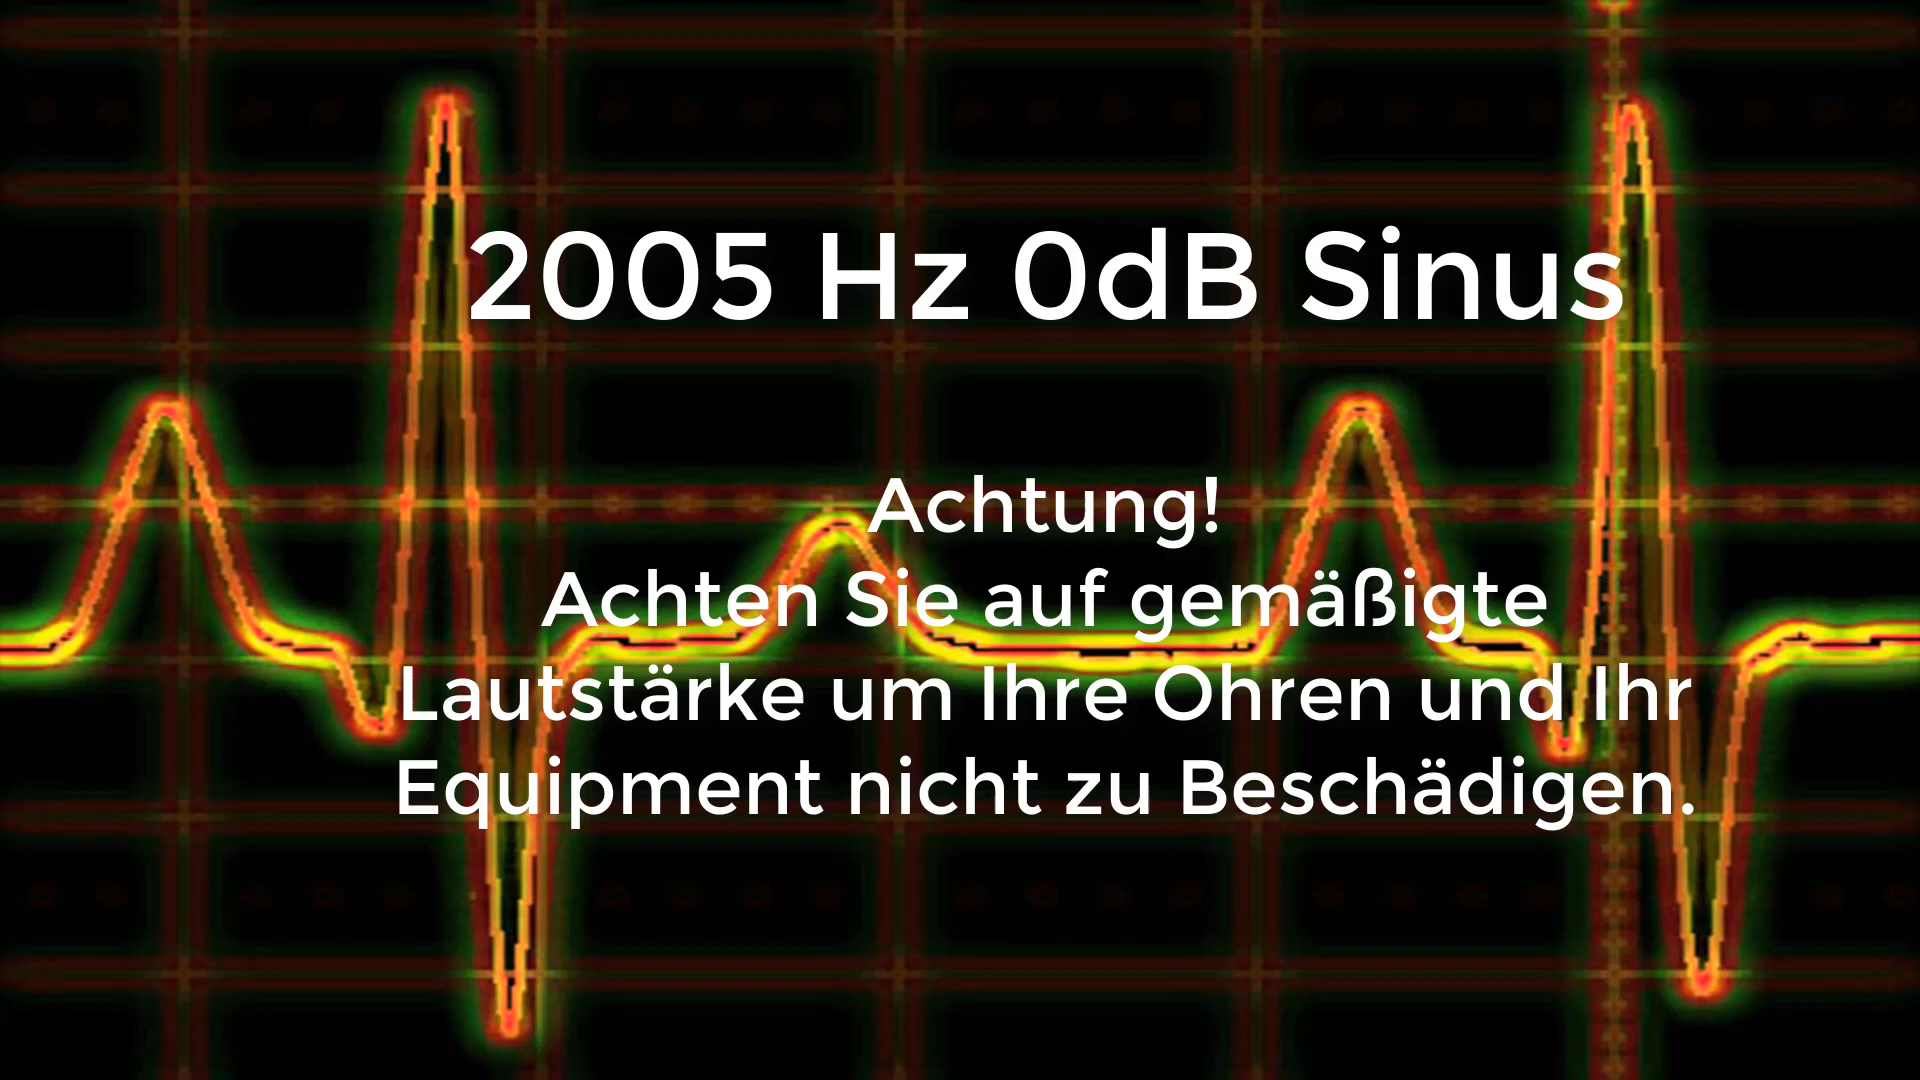 2005 Hz 0dB Sinus
Achtung!
Achten Sie auf gemäßigte
Lautstärke um Ihre Ohren und Ihr
Equipment nicht zu Beschädigen.